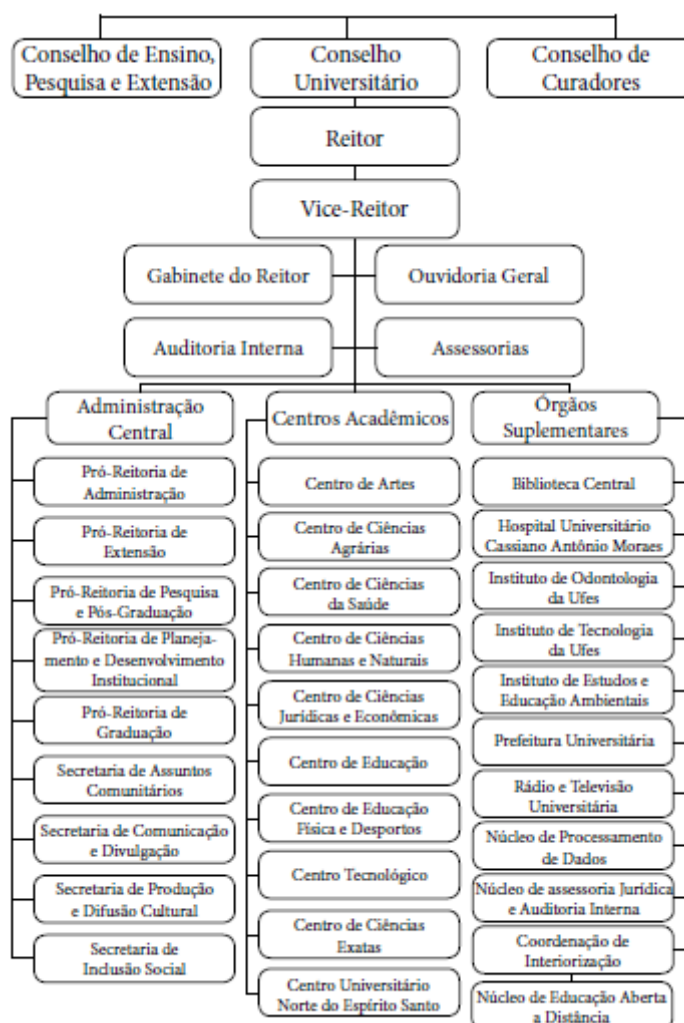 Conselho de Ensino,
Pesquisa e Extensão
Conselho
Universitário
Conselho de
Curadores
Reitor
Vice-Reitor
Gabinete do Reitor
Ouvidoria Geral
Auditoria Interna
Assessorias
Administração
Central
Pró-Reitoria de
Administração
Pró-Reitoria de
Extensão
Pró-Reitoria de Pesquisa
e Pós-Graduação
Pró-Reitoria de Planeja-
mento e Desenvolvimento
Institucional
Pró-Reitoria de
Graduação
Secretaria de Assuntos
Comunitários
Secretaria de Comunicação
e Divulgação
Secretaria de Produção
e Difusão Cultural
Secretaria de
Inclusão Social
Centros Acadêmicos
Centro de Artes
Centro de Ciências
Agrárias
Centro de Ciências
da Saúde
Centro de Ciências
Humanas e Naturais
Centro de Ciências
Jurídicas e Econômicas
Centro de Educação
Centro de Educação
Física e Desportos
Centro Tecnológico
Centro de Ciências
Exatas
Centro Universitário
Norte do Espírito Santo
Órgãos
Suplementares
Biblioteca Central
Hospital Universitário
Cassiano Antônio Moraes
Instituto de Odontologia
da Ufes
Instituto de Tecnologia
da Ufes
Instituto de Estudos e
Educação Ambientais
Prefeitura Universitária
Rádio e Televisão
Universitária
Núcleo de Processamento
de Dados
Núcleo de assessoria Jurídica
e Auditoria Interna
Coordenação de
Interiorização
Núcleo de Educação Aberta
a Distância